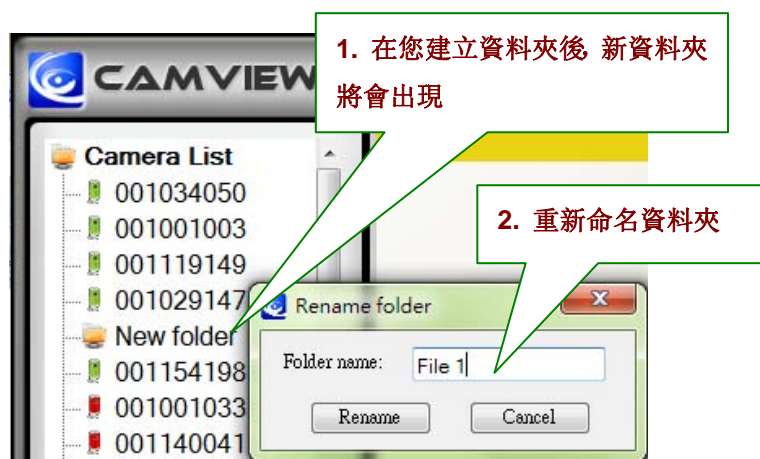 1. 在您建立資料夾後, 新資料夾
將會出現
CAMVIEW
Camera List
001034050
001001003
001119149
001029147
New folder
001154198
001001033
001140041
2. 重新命名資料夾
Rename folder
Folder name:
File 1
Rename
Cancel